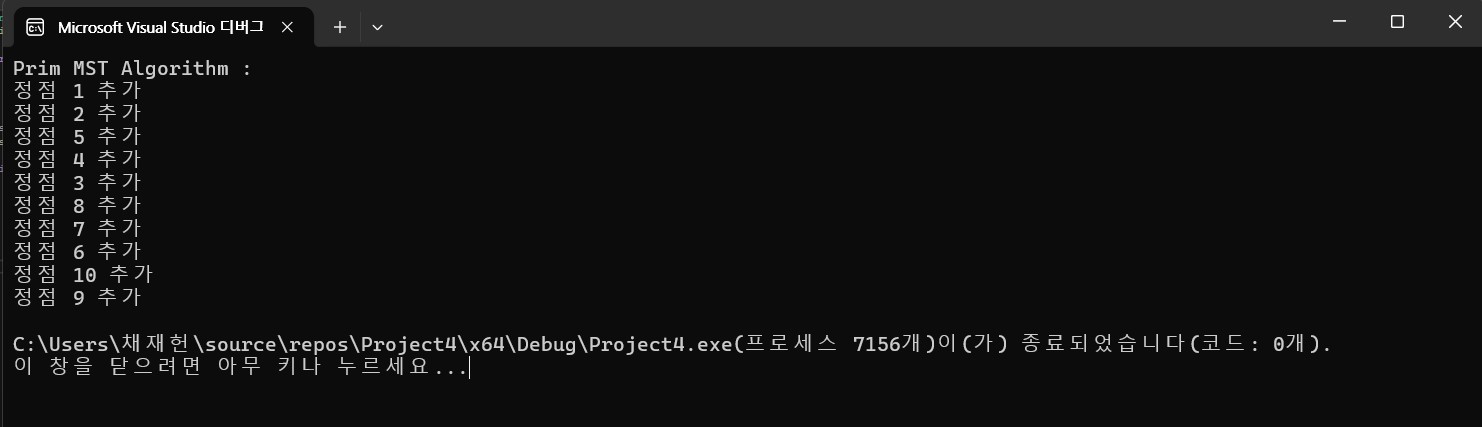 Microsoft Visual Studio 디버그
Prim MST Algorithm :
정점 1 추가
정점 2 추가
정점 5 추가
정점 4 추가
정점 3 추가
정점 8 추가
정점 7 추가
정점 6 추가
정점 10 추가
정점 9 추가
C:\Users\채재헌\source\repos\Project4\x64\Debug\Project4.exe(프로세스 7156개)이(가) 종료되었습니다(코드: 0개).
이 창을 닫으려면 아무 키나 누르세요...